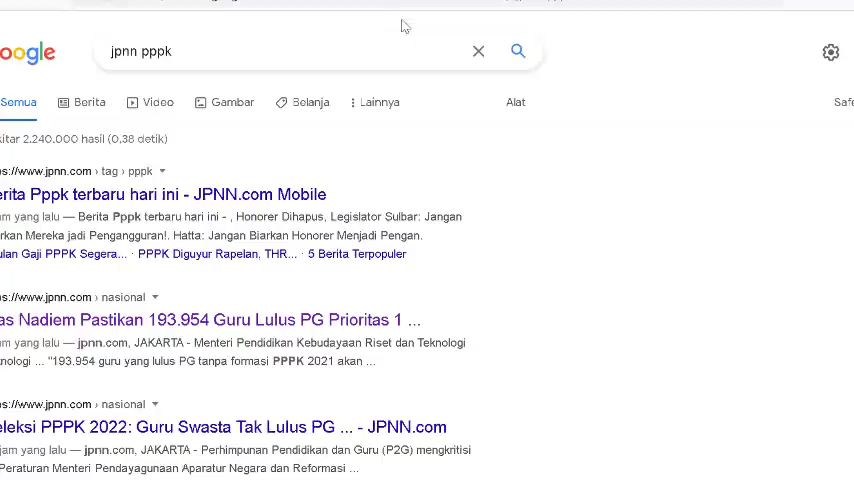 oogle
jpnn pppk
Semua Berita Video Gambar Belanja Lainnya Alat Safe
kitar 2.240.000 hasil (0,38 detik)
ps://www.jpnn.com › tag › pppk
erita Pppk terbaru hari ini - JPNN.com Mobile
am yang lalu — Berita Pppk terbaru hari ini - , Honorer Dihapus, Legislator Sulbar: Jangan
arkan Mereka jadi Pengangguran!. Hatta: Jangan Biarkan Honorer Menjadi Pengan.
ulan Gaji PPPK Segera... · PPPK Diguyur Rapelan, THR... · 5 Berita Terpopuler
ps://www.jpnn.com › nasional
as Nadiem Pastikan 193.954 Guru Lulus PG Prioritas 1 ...
am yang lalu — jpnn.com, JAKARTA - Menteri Pendidikan Kebudayaan Riset dan Teknologi
nologi ... "193.954 guru yang lulus PG tanpa formasi PPPK 2021 akan ...
ps://www.jpnn.com › nasional
eleksi PPPK 2022: Guru Swasta Tak Lulus PG ... - JPNN.com
jam yang lalu — jpnn.com, JAKARTA - Perhimpunan Pendidikan dan Guru (P2G) mengkritisi
Peraturan Menteri Pendayagunaan Aparatur Negara dan Reformasi ...